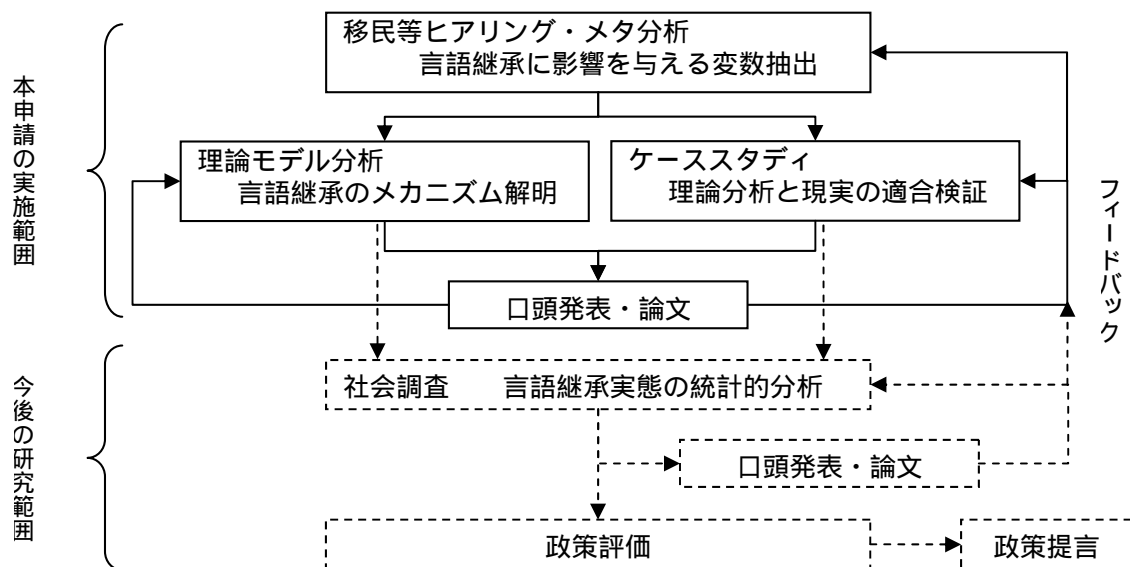 移民等ヒアリング・メタ分析
言語継承に影響を与える変数抽出
本申請の実施範囲
理論モデル分析
言語継承のメカニズム解明
ケーススタディ
理論分析と現実の適合検証
フィードバック
口頭発表・論文
今後の研究範囲
社会調査　　言語継承実態の統計的分析
口頭発表・論文
政策評価
政策提言